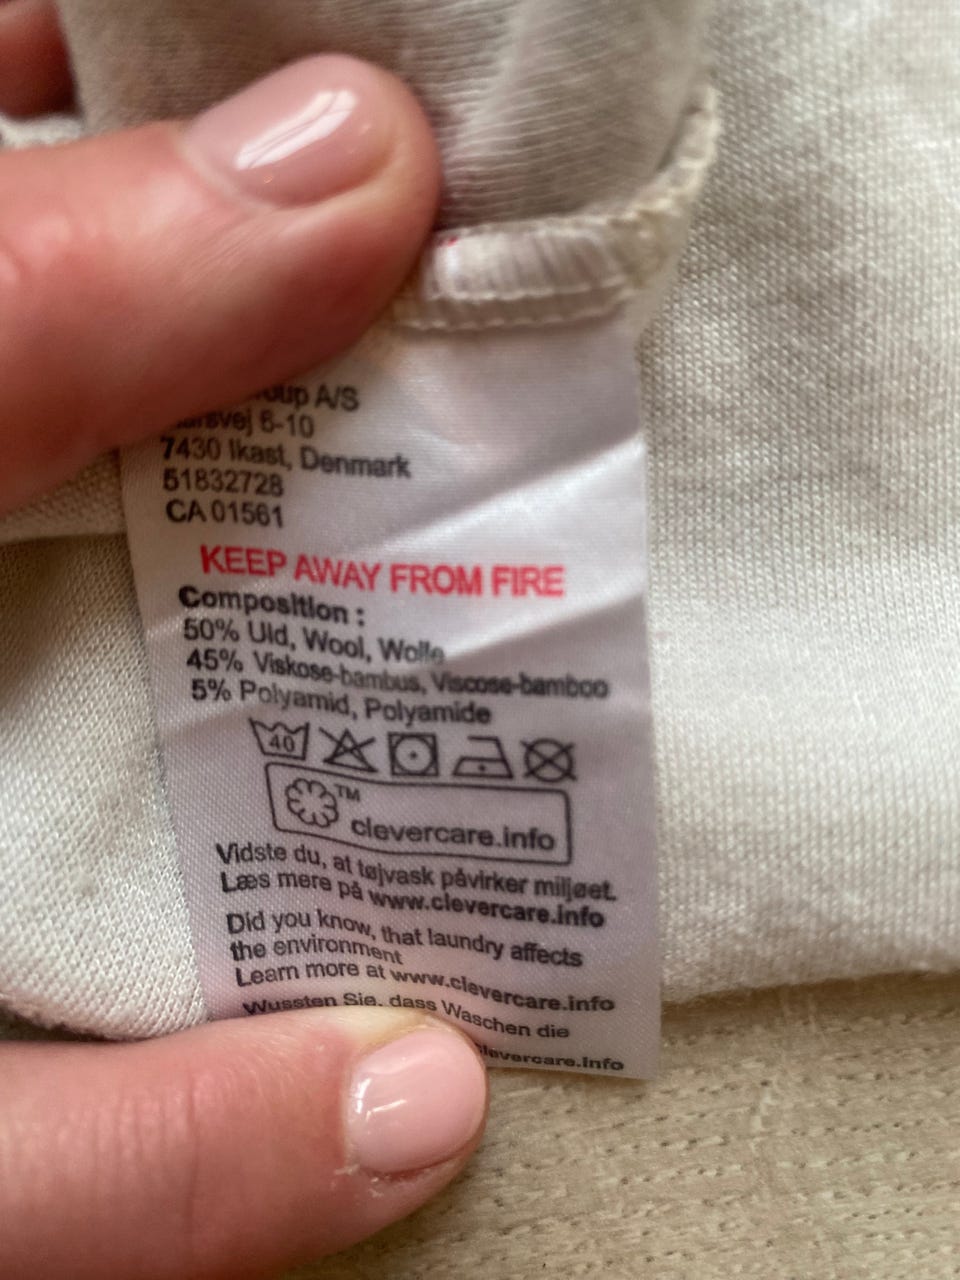 A/S
6-10
7430 Ikast, Denmark
51832728
CA 01561
KEEP AWAY FROM FIRE
Composition :
50% Uld, Wool, Wolle
45% Viskose-bambus, Viscose-bamboo
5% Polyamid, Polyamide
40
TM
clevercare.info
Vidste du, at tøjvask påvirker miljøet.
Læs mere på www.clevercare.info
Did you know, that laundry affects
the environment
Learn more at www.clevercare.info
Wussten Sie, dass Waschen die
clevercare.info